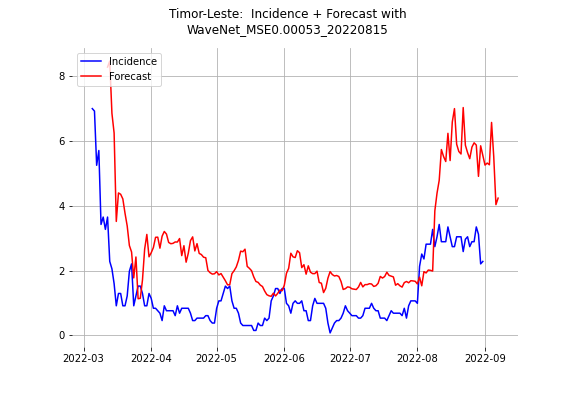 Timor-Leste:  Incidence + Forecast with
WaveNet_MSE0.00053_20220815
Incidence
Forecast
8
6
4
2
0
2022-03 2022-04 2022-05 2022-06 2022-07 2022-08 2022-09